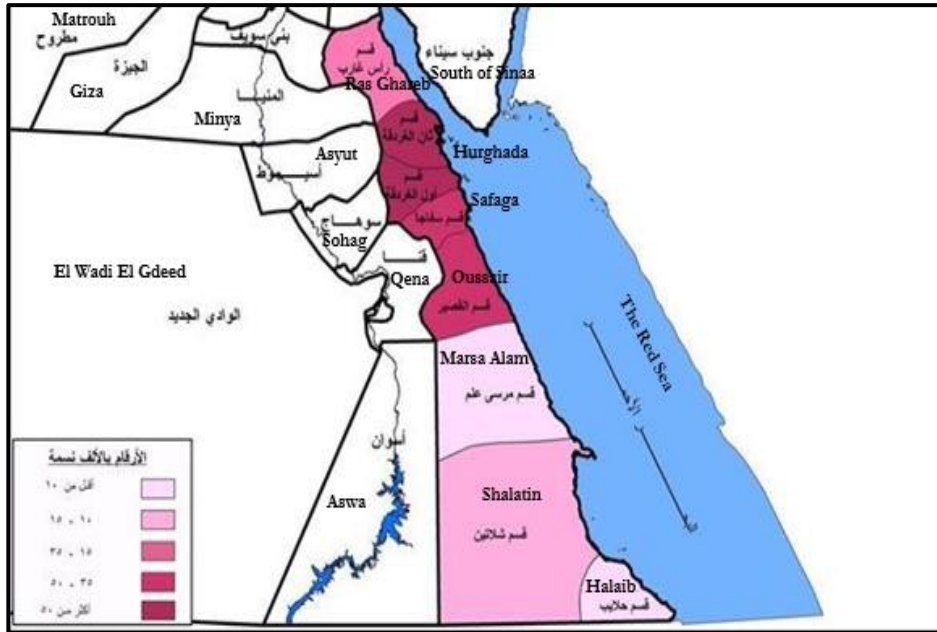 Matrouh
مطروح
الجيزة
Giza
بني سويف
المنيا
Minya
Asyut
أسيوط
سوهاج
Sohag
قنا
Qena
El Wadi El Gdeed
الوادي الجديد
أسوان
Aswa
جنوب سيناء
South of Sinaa
قسم
راس غارب
Ras Ghareb
قسم
ثان الغردقة
Hurghada
قسم
أول الغردقة
Safaga
قسم سفاجا
Oussair
قسم القصير
Marsa Alam
قسم مرسى علم
Shalatin
قسم شلاتين
Halaib
قسم حلايب
The Red Sea
الأحمر
الأرقام بالألف نسمة
أقل من ١٠
١٠ - ١٥
١٥ - ٣٥
٣٥ - ٥٠
أكثر من ٥٠